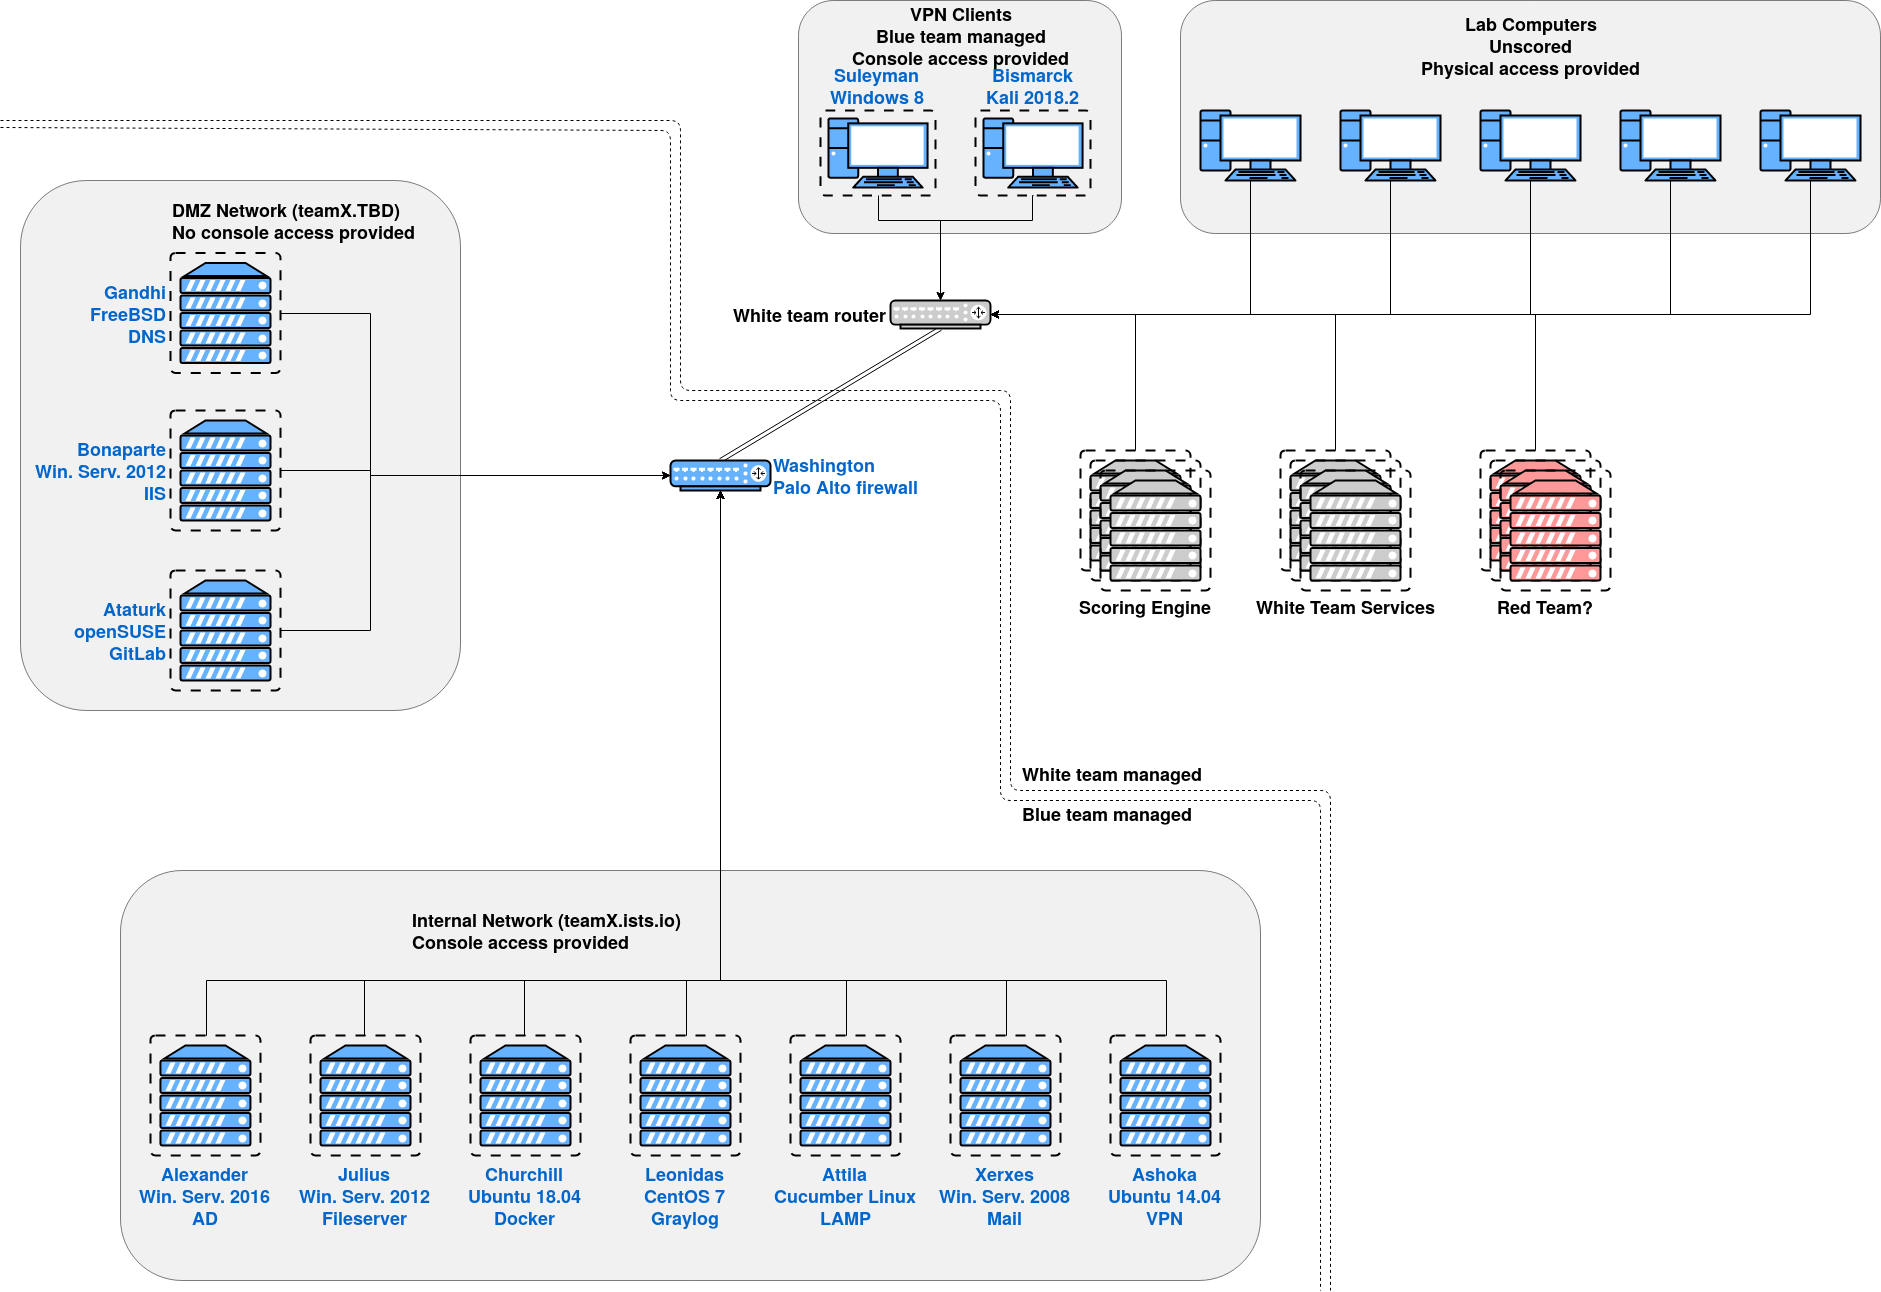 VPN Clients
Blue team managed
Console access provided
Suleyman
Windows 8
Bismarck
Kali 2018.2
Lab Computers
Unscored
Physical access provided
DMZ Network (teamX.TBD)
No console access provided
Gandhi
FreeBSD
DNS
Bonaparte
Win. Serv. 2012
IIS
Ataturk
openSUSE
GitLab
White team router
Washington
Palo Alto firewall
Scoring Engine
White Team Services
Red Team?
White team managed
Blue team managed
Internal Network (teamX.ists.io)
Console access provided
Alexander
Win. Serv. 2016
AD
Julius
Win. Serv. 2012
Fileserver
Churchill
Ubuntu 18.04
Docker
Leonidas
CentOS 7
Graylog
Attila
Cucumber Linux
LAMP
Xerxes
Win. Serv. 2008
Mail
Ashoka
Ubuntu 14.04
VPN